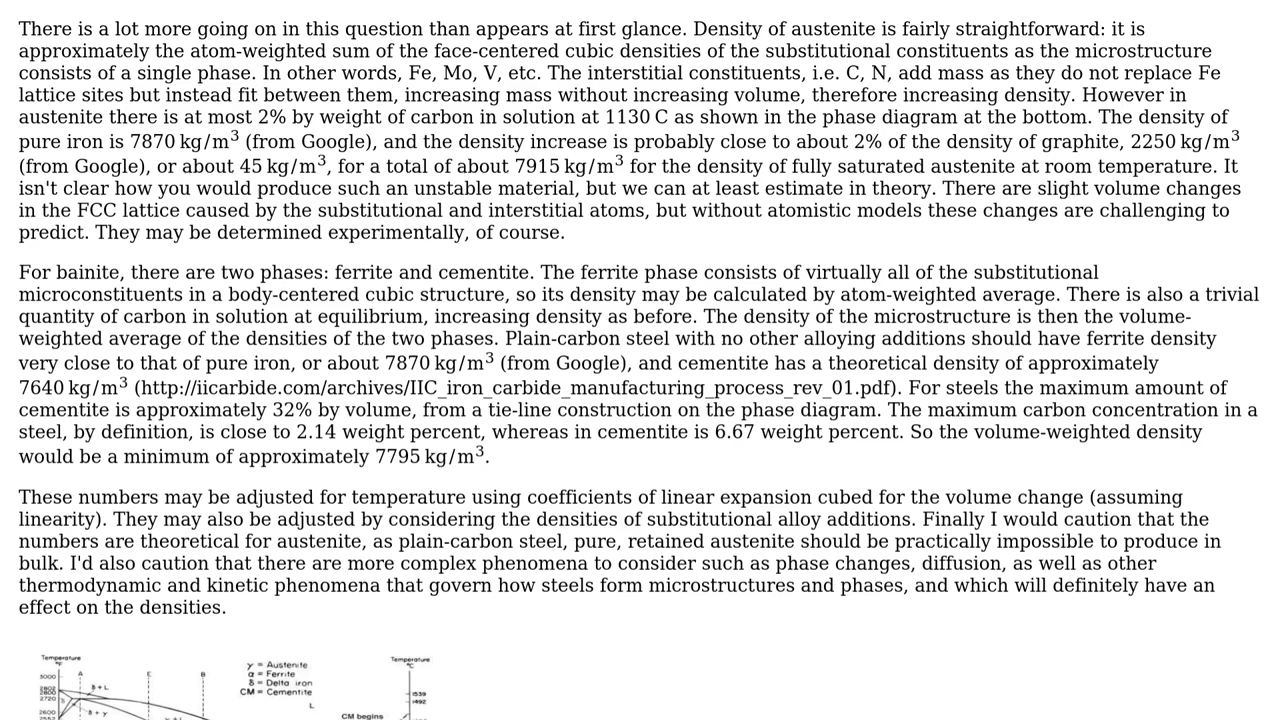 There is a lot more going on in this question than appears at first glance. Density of austenite is fairly straightforward: it is
approximately the atom-weighted sum of the face-centered cubic densities of the substitutional constituents as the microstructure
consists of a single phase. In other words, Fe, Mo, V, etc. The interstitial constituents, i.e. C, N, add mass as they do not replace Fe
lattice sites but instead fit between them, increasing mass without increasing volume, therefore increasing density. However in
austenite there is at most 2% by weight of carbon in solution at 1130 C as shown in the phase diagram at the bottom. The density of
pure iron is 7870 kg/m³ (from Google), and the density increase is probably close to about 2% of the density of graphite, 2250 kg/m³
(from Google), or about 45 kg/m³, for a total of about 7915 kg/m³ for the density of fully saturated austenite at room temperature. It
isn't clear how you would produce such an unstable material, but we can at least estimate in theory. There are slight volume changes
in the FCC lattice caused by the substitutional and interstitial atoms, but without atomistic models these changes are challenging to
predict. They may be determined experimentally, of course.
For bainite, there are two phases: ferrite and cementite. The ferrite phase consists of virtually all of the substitutional
microconstituents in a body-centered cubic structure, so its density may be calculated by atom-weighted average. There is also a trivial
quantity of carbon in solution at equilibrium, increasing density as before. The density of the microstructure is then the volume-
weighted average of the densities of the two phases. Plain-carbon steel with no other alloying additions should have ferrite density
very close to that of pure iron, or about 7870 kg/m³ (from Google), and cementite has a theoretical density of approximately
7640 kg/m³ (http://iicarbide.com/archives/IIC_iron_carbide_manufacturing_process_rev_01.pdf). For steels the maximum amount of
cementite is approximately 32% by volume, from a tie-line construction on the phase diagram. The maximum carbon concentration in a
steel, by definition, is close to 2.14 weight percent, whereas in cementite is 6.67 weight percent. So the volume-weighted density
would be a minimum of approximately 7795 kg/m³.
These numbers may be adjusted for temperature using coefficients of linear expansion cubed for the volume change (assuming
linearity). They may also be adjusted by considering the densities of substitutional alloy additions. Finally I would caution that the
numbers are theoretical for austenite, as plain-carbon steel, pure, retained austenite should be practically impossible to produce in
bulk. I'd also caution that there are more complex phenomena to consider such as phase changes, diffusion, as well as other
thermodynamic and kinetic phenomena that govern how steels form microstructures and phases, and which will definitely have an
effect on the densities.
Temperature
°F
γ = Austenite
α = Ferrite
δ = Delta iron
CM = Cementite
Temperature
°C
3000
A
E
B
δ + L
2720
1539
1492
L
δ + γ
2600
CM begins